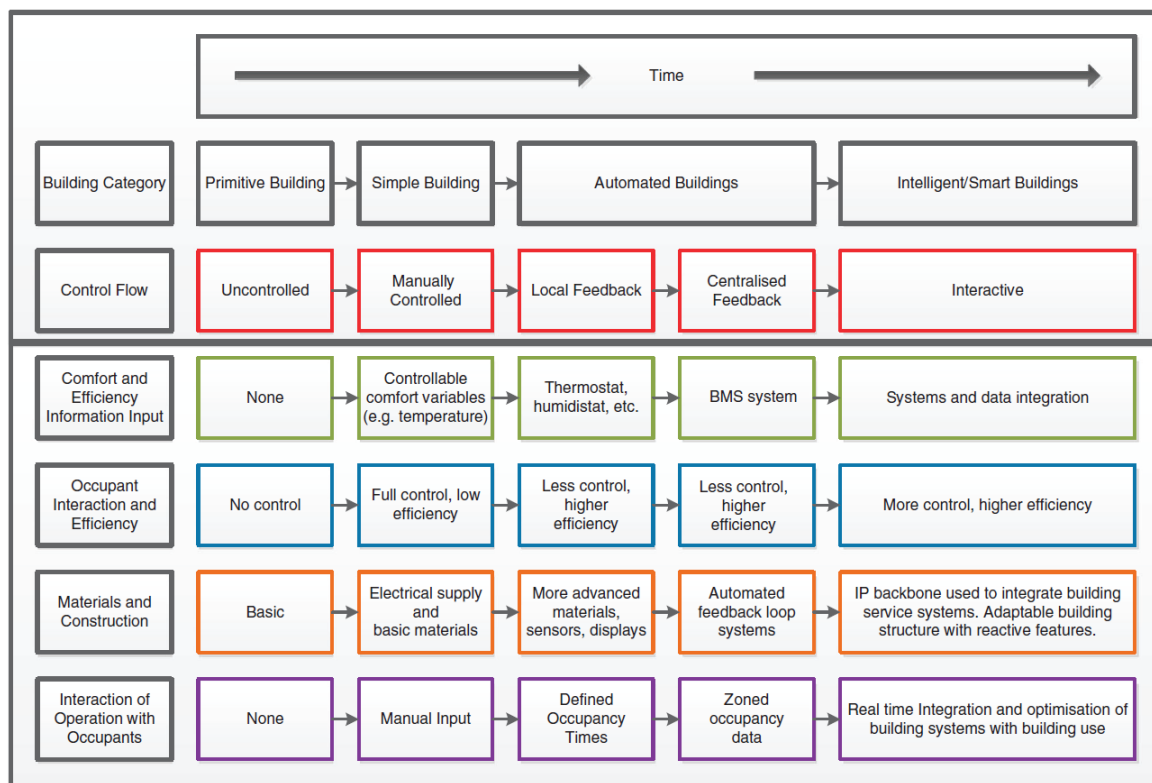 Time
Building Category
Primitive Building
Simple Building
Automated Buildings
Intelligent/Smart Buildings
Control Flow
Uncontrolled
Manually
Controlled
Local Feedback
Centralised
Feedback
Interactive
Comfort and
Efficiency
Information Input
None
Controllable
comfort variables
(e.g. temperature)
Thermostat,
humidistat, etc.
BMS system
Systems and data integration
Occupant
Interaction and
Efficiency
No control
Full control, low
efficiency
Less control,
higher
efficiency
Less control,
higher
efficiency
More control, higher efficiency
Materials and
Construction
Basic
Electrical supply
and
basic materials
More advanced
materials,
sensors, displays
Automated
feedback loop
systems
IP backbone used to integrate building
service systems. Adaptable building
structure with reactive features.
Interaction of
Operation with
Occupants
None
Manual Input
Defined
Occupancy
Times
Zoned
occupancy
data
Real time Integration and optimisation of
building systems with building use